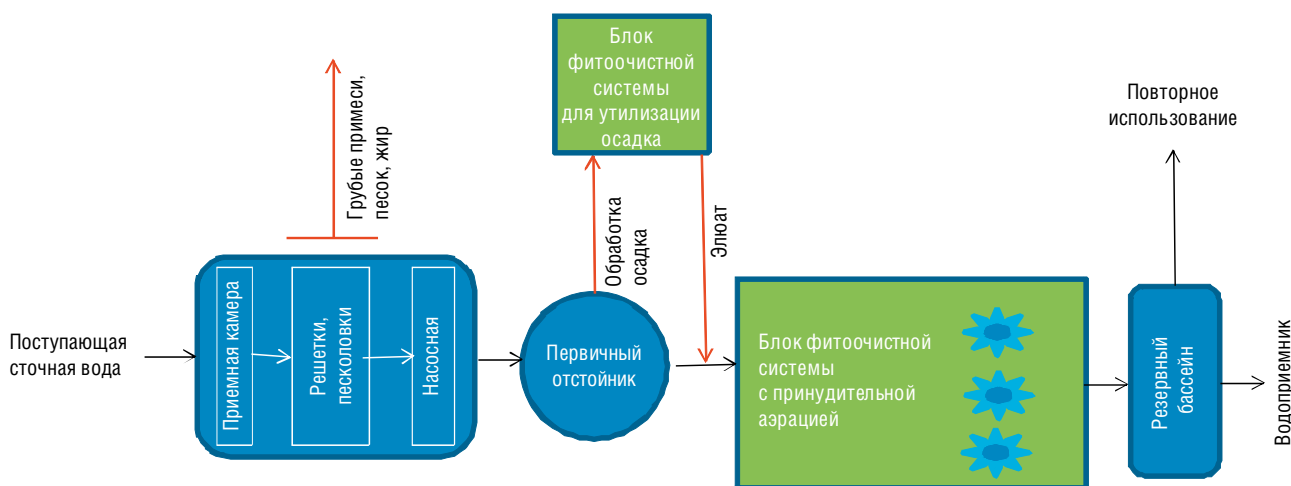 Поступающая
сточная вода
Приемная камера
Решетки,
песколовки
Насосная
Грубые примеси,
песок, жир
Первичный
отстойник
Обработка
осадка
Блок
фитоочистной
системы
для утилизации
осадка
Элюат
Блок фитоочистной
системы
с принудительной
аэрацией
Резервный
бассейн
Повторное
использование
Водоприемник